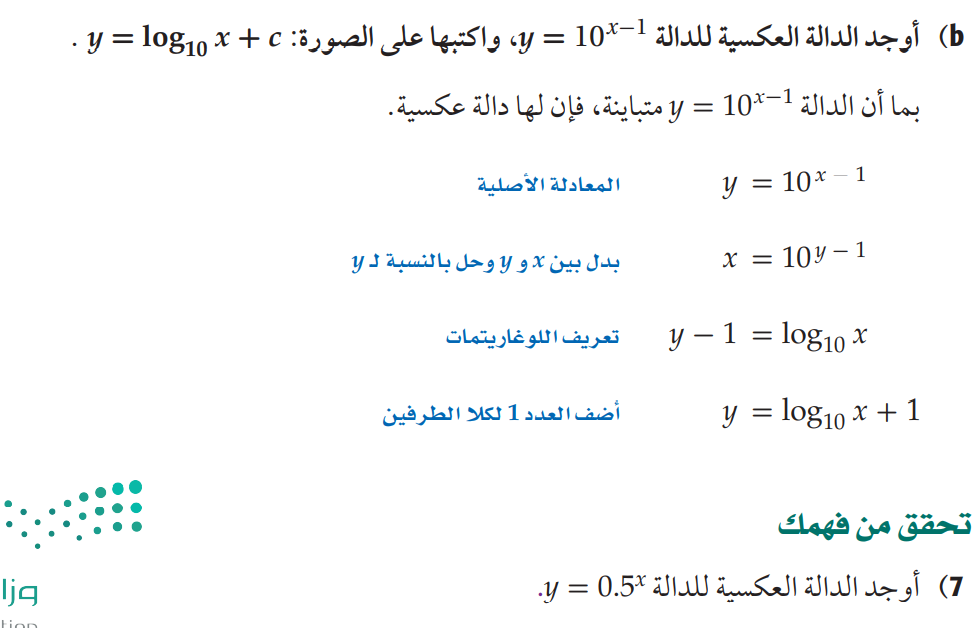 (b أوجد الدالة العكسية للدالة y = 10^{x−1}، واكتبها على الصورة: y = log_{10} x + c .
بما أن الدالة y = 10^{x−1} متباينة، فإن لها دالة عكسية.
y = 10^{x − 1} المعادلة الأصلية
x = 10^{y − 1} بدل بين x و y وحل بالنسبة لـ y
y − 1 = log_{10} x تعريف اللوغاريتمات
y = log_{10} x + 1 أضف العدد 1 لكلا الطرفين
تحقق من فهمك
(7 أوجد الدالة العكسية للدالة y = 0.5^x.